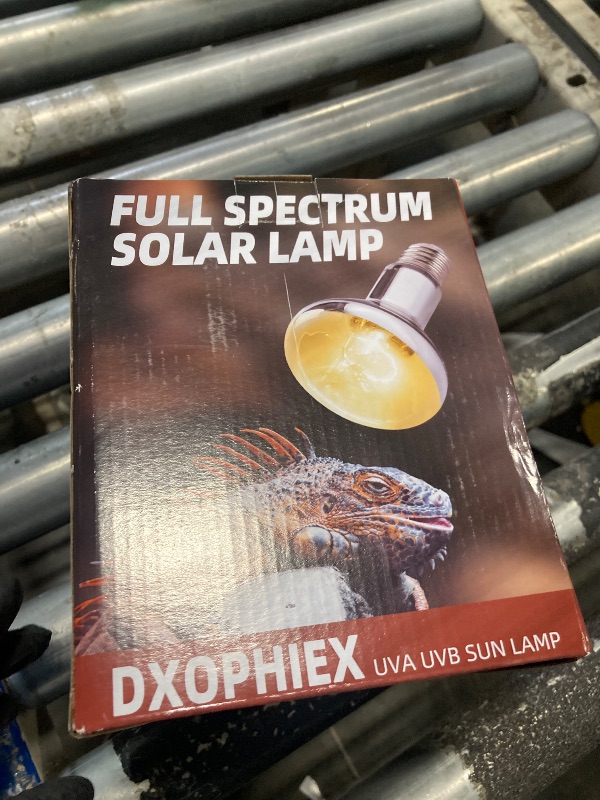 FULL SPECTRUM
SOLAR LAMP
DXOPHIEX UVA UVB SUN LAMP